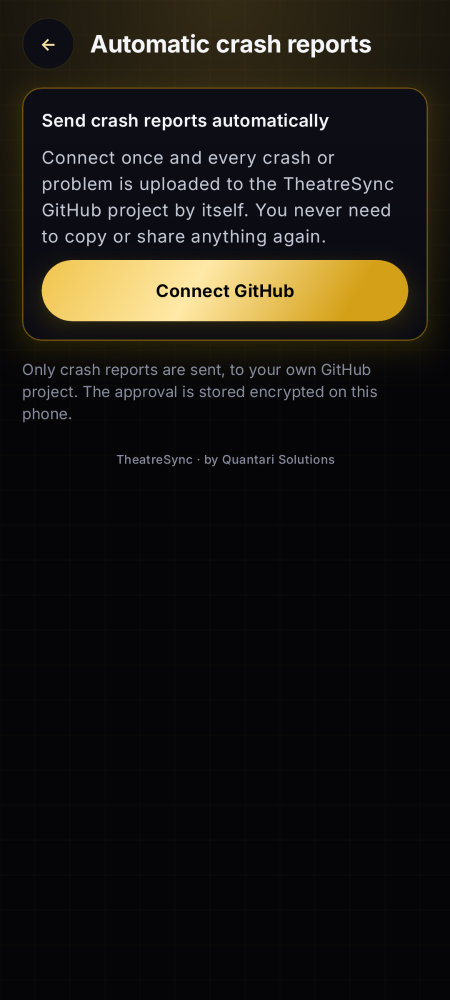 Automatic crash reports
Send crash reports automatically
Connect once and every crash or
problem is uploaded to the TheatreSync
GitHub project by itself. You never need
to copy or share anything again.
Connect GitHub
Only crash reports are sent, to your own GitHub
project. The approval is stored encrypted on this
phone.
TheatreSync · by Quantari Solutions